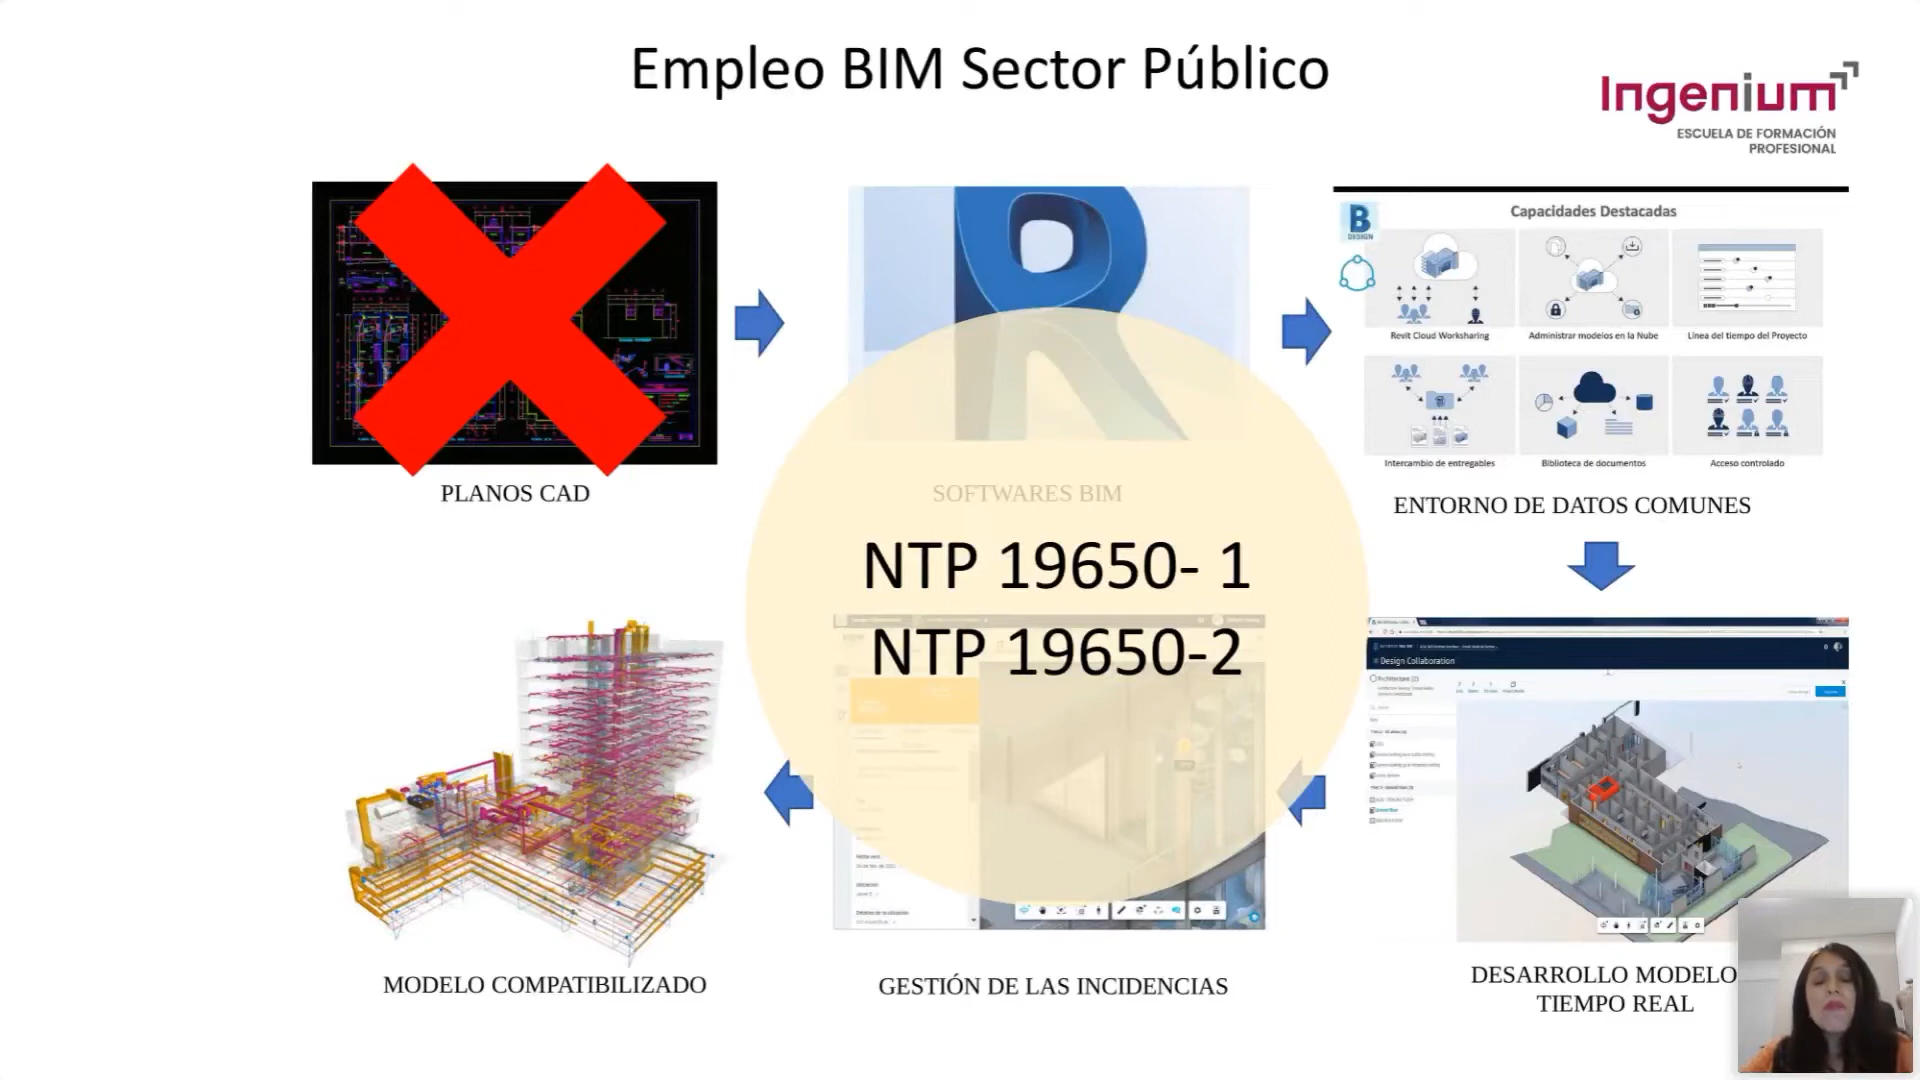 Empleo BIM Sector Público
Ingenium
ESCUELA DE FORMACIÓN
PROFESIONAL
PLANOS CAD
SOFTWARES BIM
Capacidades Destacadas
B
DESIGN
Revit Cloud Worksharing
Administrar modelos en la Nube
Línea del tiempo del Proyecto
Intercambio de entregables
Biblioteca de documentos
Acceso controlado
ENTORNO DE DATOS COMUNES
NTP 19650- 1
NTP 19650-2
Design Collaboration
Architecture (2)
MODELO COMPATIBILIZADO
GESTIÓN DE LAS INCIDENCIAS
DESARROLLO MODELO
TIEMPO REAL